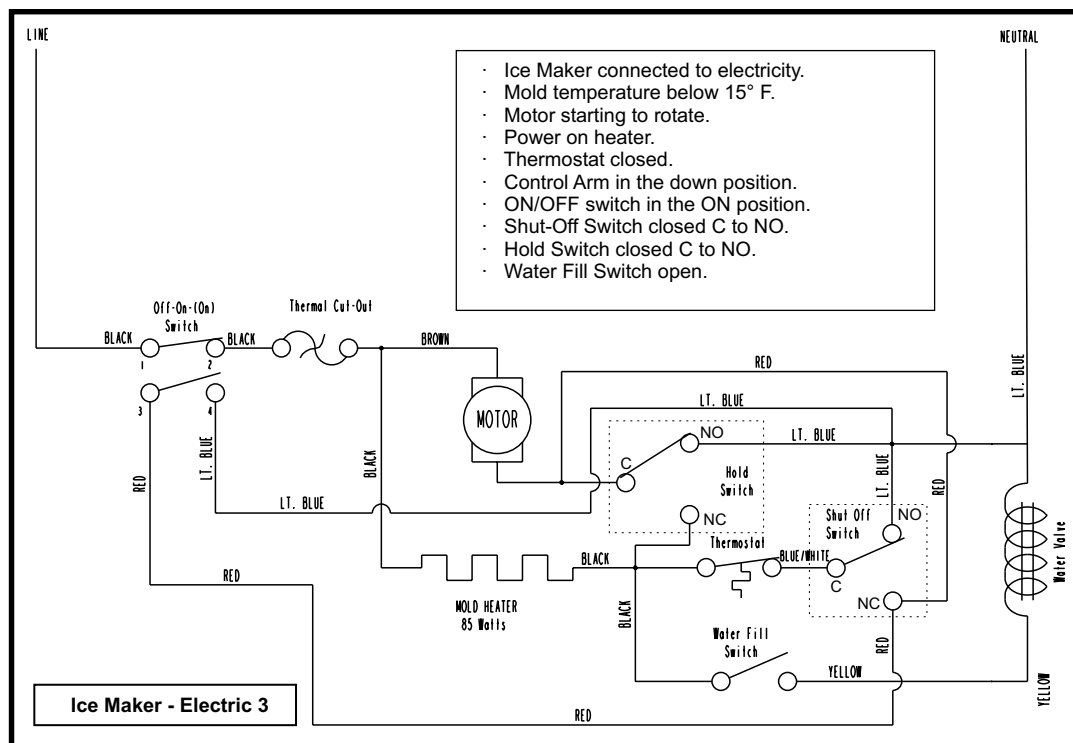 LINE
NEUTRAL
· Ice Maker connected to electricity.
· Mold temperature below 15° F.
· Motor starting to rotate.
· Power on heater.
· Thermostat closed.
· Control Arm in the down position.
· ON/OFF switch in the ON position.
· Shut-Off Switch closed C to NO.
· Hold Switch closed C to NO.
· Water Fill Switch open.
Off-On-(On)
Switch
Thermal Cut-Out
BLACK
BLACK
BROWN
1
2
3
4
RED
LT. BLUE
LT. BLUE
MOTOR
NO
LT. BLUE
C
Hold
Switch
NC
LT. BLUE
RED
LT. BLUE
BLACK
LT. BLUE
RED
Shut Off
Switch
NO
Thermostat
BLUE/WHITE
C
NC
BLACK
RED
MOLD HEATER
85 Watts
BLACK
Water Valve
RED
Water Fill
Switch
YELLOW
YELLOW
Ice Maker - Electric 3
RED